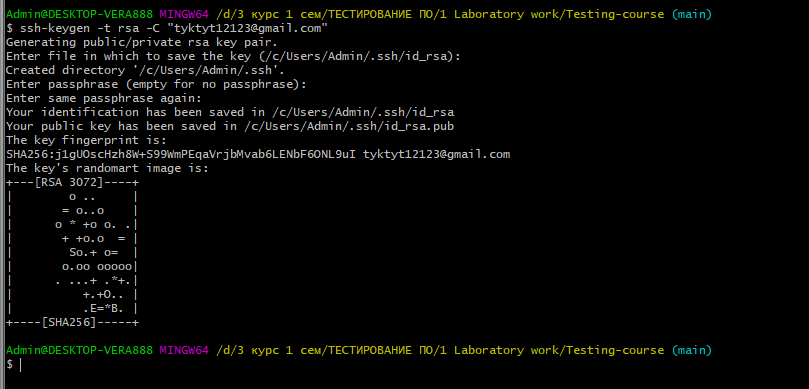 Admin@DESKTOP-VERA888 MINGW64 /d/3 курс 1 сем/ТЕСТИРОВАНИЕ ПО/1 Laboratory work/Testing-course (main)
$ ssh-keygen -t rsa -C "tyktyt12123@gmail.com"
Generating public/private rsa key pair.
Enter file in which to save the key (/c/Users/Admin/.ssh/id_rsa):
Created directory '/c/Users/Admin/.ssh'.
Enter passphrase (empty for no passphrase):
Enter same passphrase again:
Your identification has been saved in /c/Users/Admin/.ssh/id_rsa
Your public key has been saved in /c/Users/Admin/.ssh/id_rsa.pub
The key fingerprint is:
SHA256:j1gUOscHzh8W+S99WmPEqaVrjbMvab6LENbF6ONL9uI tyktyt12123@gmail.com
The key's randomart image is:
+---[RSA 3072]----+
|        o ..     |
|       = o..o    |
|      o * +o o. .|
|       + +o.o  = |
|        So.+ o=  |
|       o.oo ooooo|
|      . ...+ .*+.|
|          +.+O.. |
|          .E=*B. |
+----[SHA256]-----+
Admin@DESKTOP-VERA888 MINGW64 /d/3 курс 1 сем/ТЕСТИРОВАНИЕ ПО/1 Laboratory work/Testing-course (main)
$